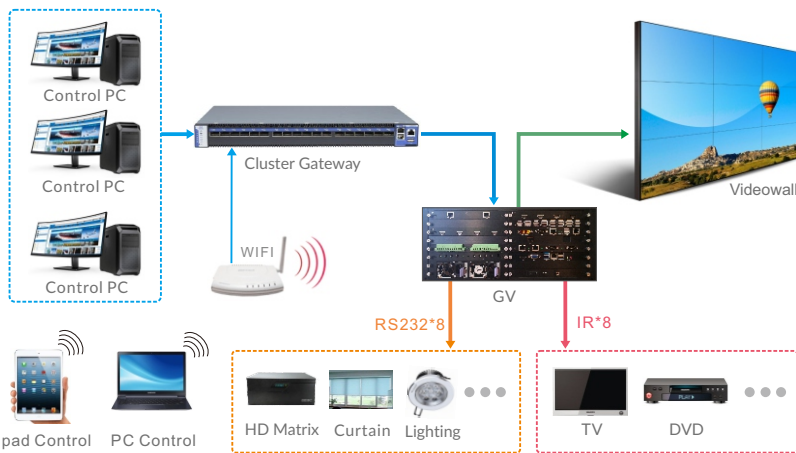 Control PC
Control PC
Control PC
Cluster Gateway
WIFI
Videowall
GV
RS232*8
IR*8
pad Control
PC Control
HD Matrix
Curtain
Lighting
PLAY
TV
DVD